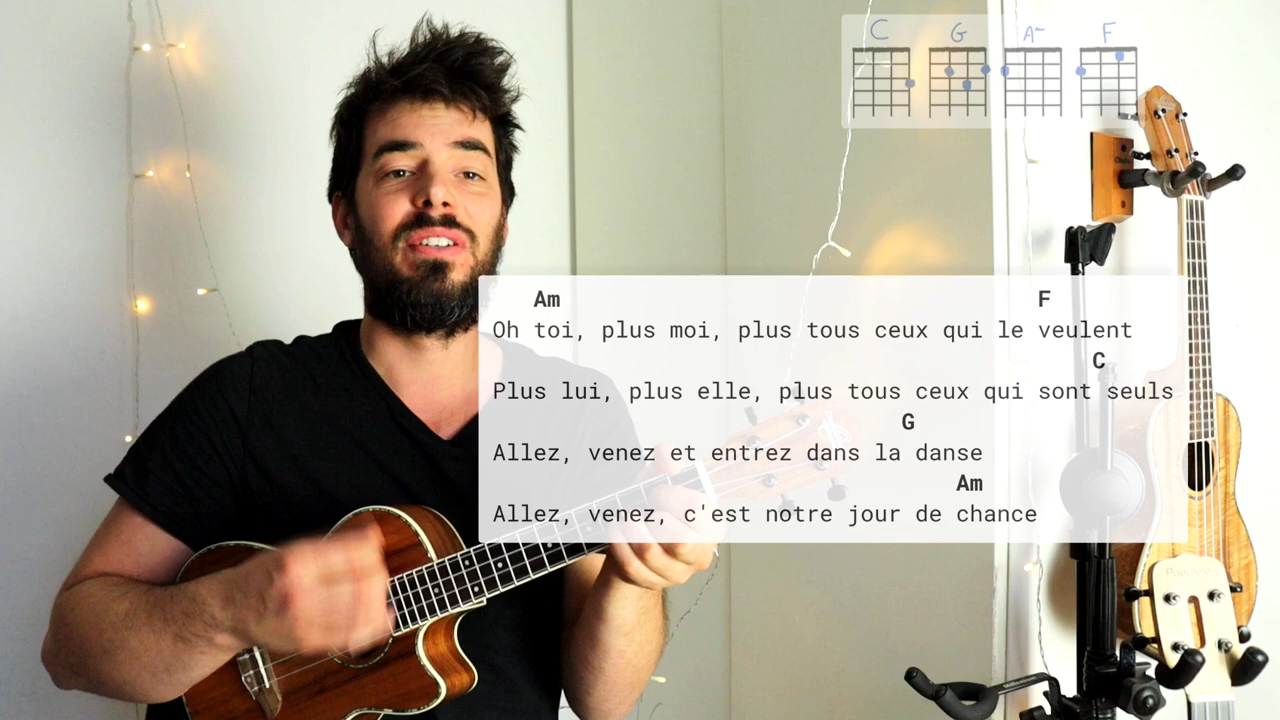 C G Am F
Am F
Oh toi, plus moi, plus tous ceux qui le veulent
C
Plus lui, plus elle, plus tous ceux qui sont seuls
G
Allez, venez et entrez dans la danse
Am
Allez, venez, c'est notre jour de chance